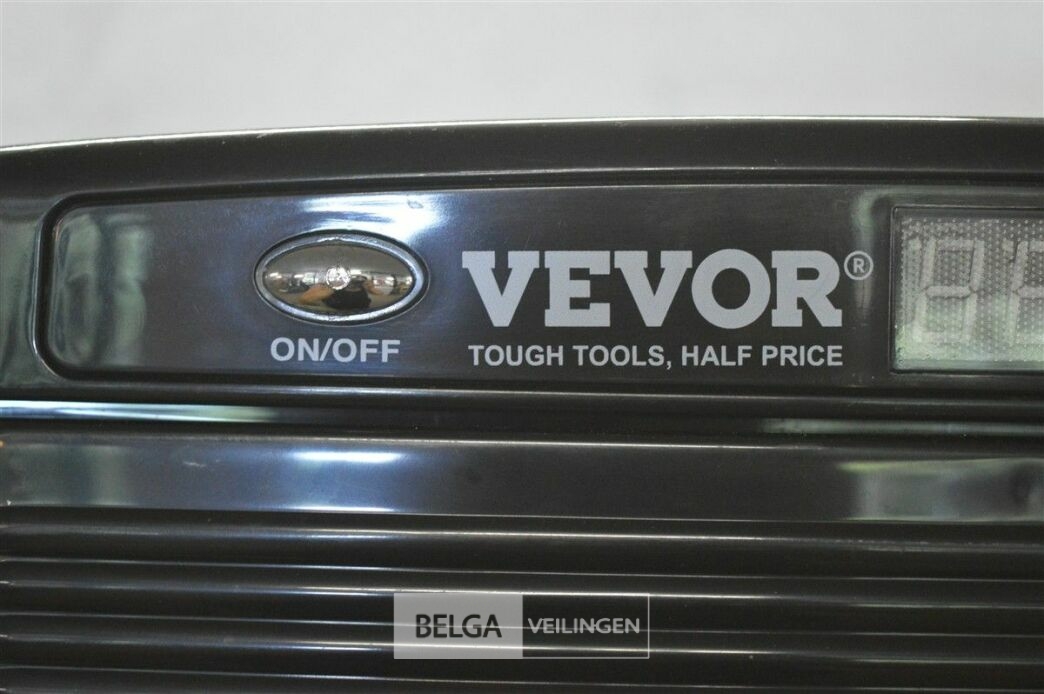 VEVOR®
ON/OFF
TOUGH TOOLS, HALF PRICE
BELGA VEILINGEN